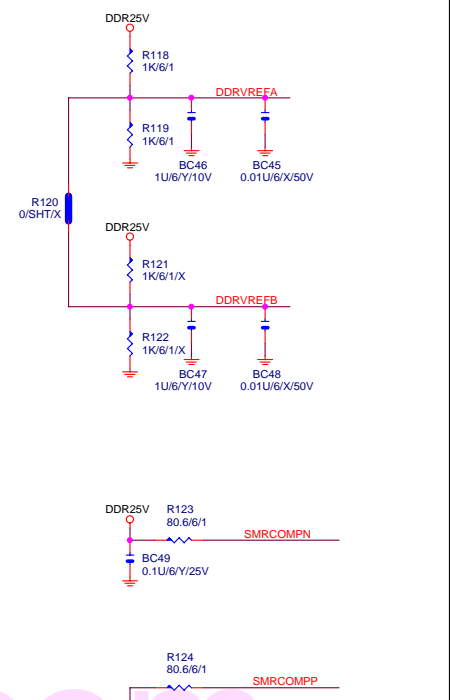 DDR25V
R118
1K/6/1
DDRVREFA
R119
1K/6/1
BC46
1U/6/Y/10V
BC45
0.01U/6/X/50V
R120
0/SHT/X
DDR25V
R121
1K/6/1/X
DDRVREFB
R122
1K/6/1/X
BC47
1U/6/Y/10V
BC48
0.01U/6/X/50V
DDR25V
R123
80.6/6/1
SMRCOMPN
BC49
0.1U/6/Y/25V
R124
80.6/6/1
SMRCOMPP